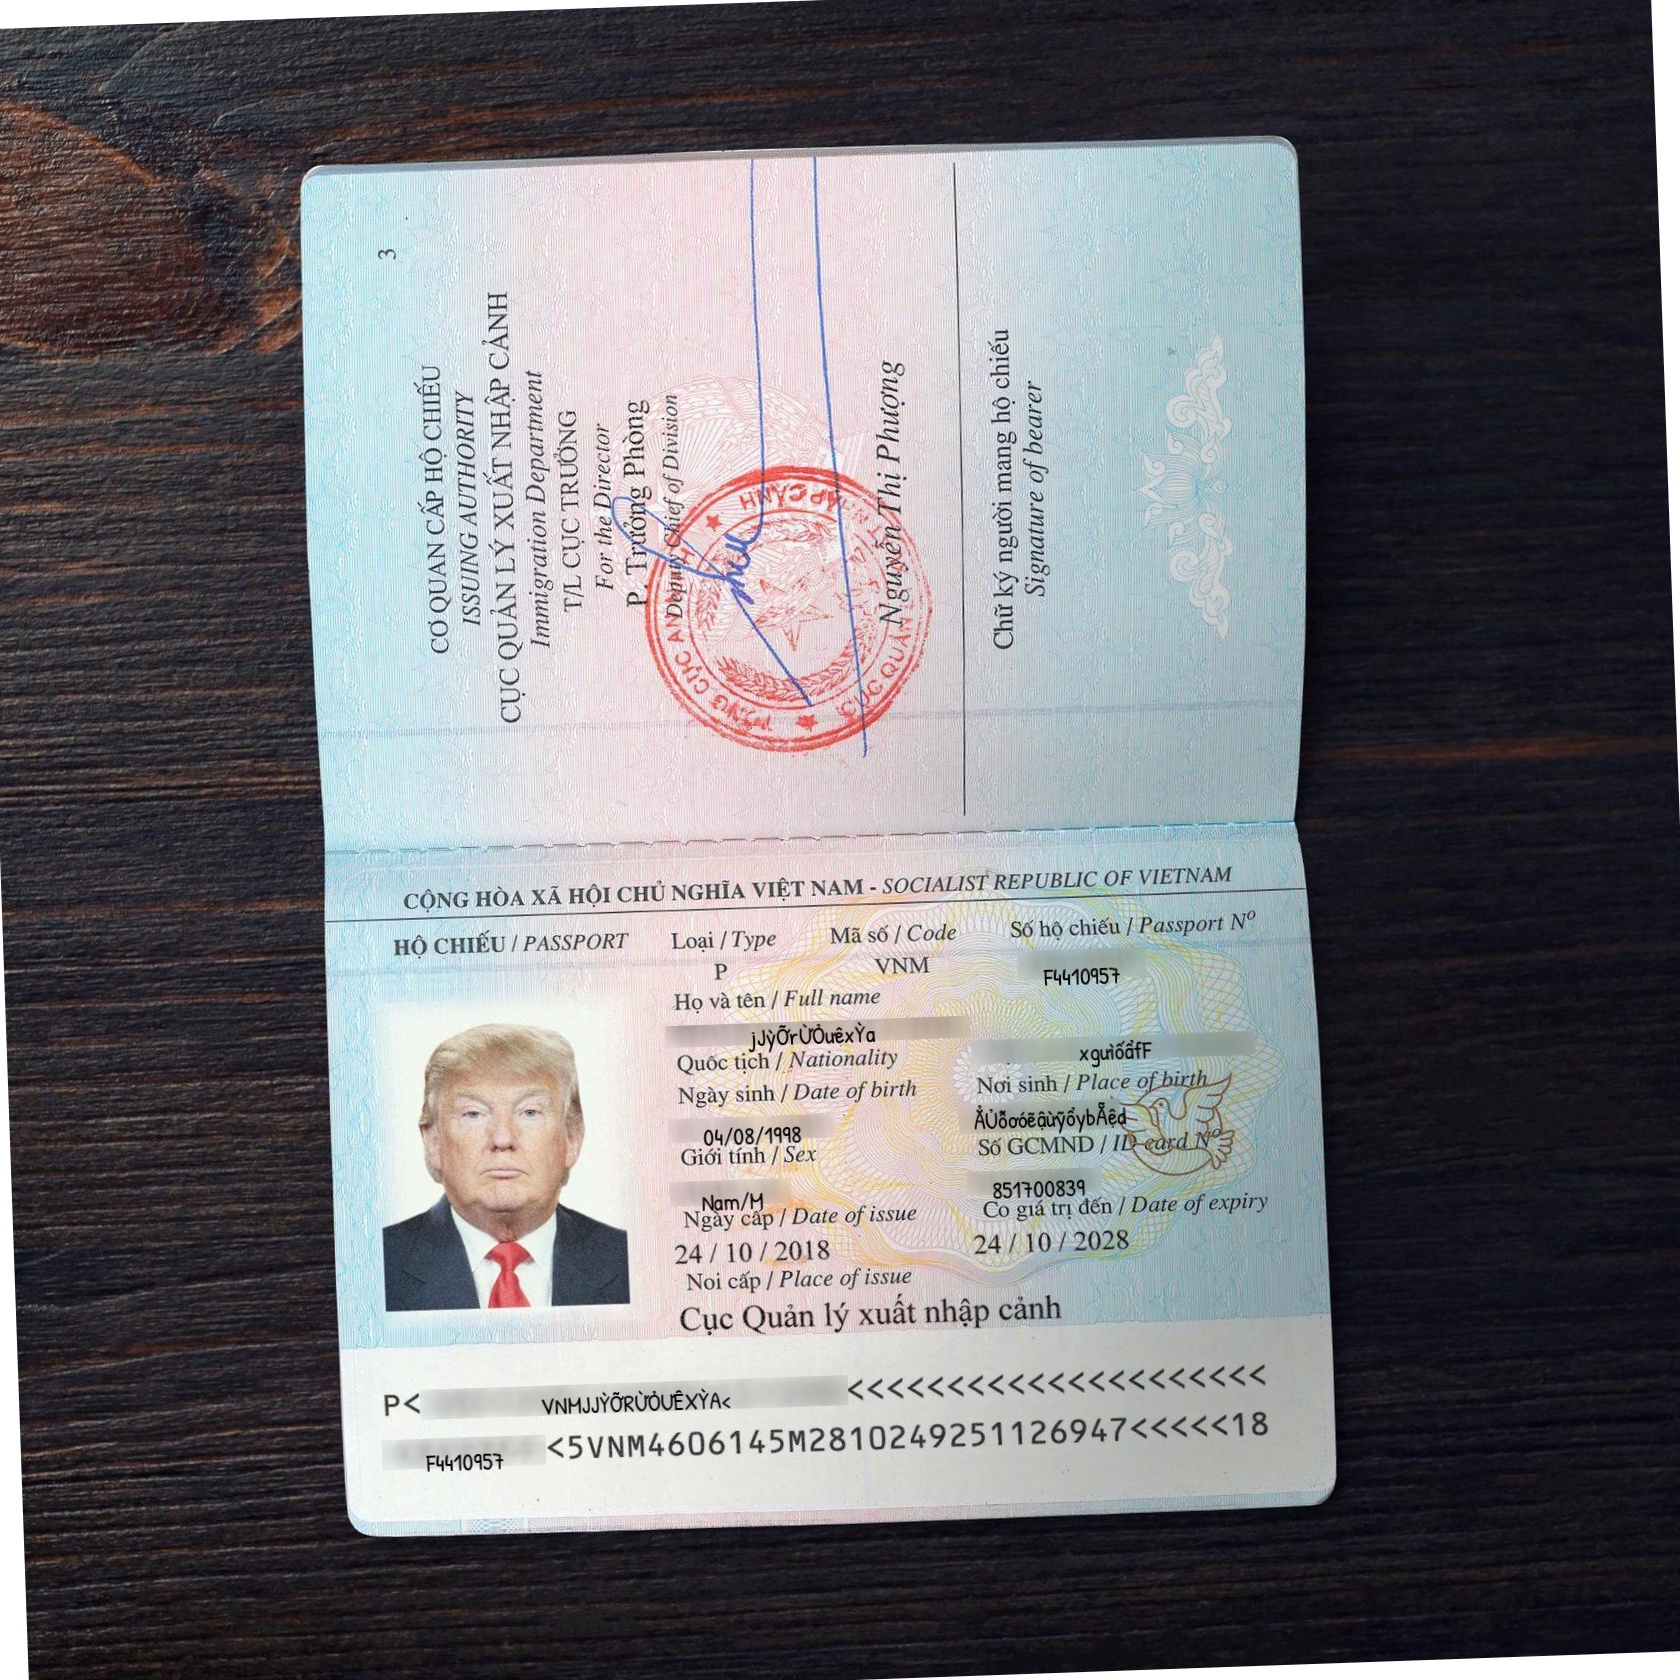 3
CƠ QUAN CẤP HỘ CHIẾU
ISSUING AUTHORITY
CỤC QUẢN LÝ XUẤT NHẬP CẢNH
Immigration Department
T/L CỤC TRƯỞNG
For the Director
P. Trưởng Phòng
Deputy Chief of Division
Nguyễn Thị Phượng
Chữ ký người mang hộ chiếu
Signature of bearer
CỘNG HÒA XÃ HỘI CHỦ NGHĨA VIỆT NAM - SOCIALIST REPUBLIC OF VIETNAM
HỘ CHIẾU / PASSPORT Loại / Type Mã số / Code Số hộ chiếu / Passport Nº
P VNM F4410957
Họ và tên / Full name
jJỳỠrỪỎưêxỲa
Quốc tịch / Nationality xgưìốẩfF
Ngày sinh / Date of birth Nơi sinh / Place of birth
04/08/1998
Giới tính / Sex Số GCMND / ID card Nº
Nam/M 851700839
Ngày cấp / Date of issue Có giá trị đến / Date of expiry
24 / 10 / 2018 24 / 10 / 2028
Noi cấp / Place of issue
Cục Quản lý xuất nhập cảnh
P< VNMJJỲỠRỪỎƯÊXỲA< <<<<<<<<<<<<<<<<<<<<<
F4410957 <5VNM4606145M2810249251126947<<<<<18